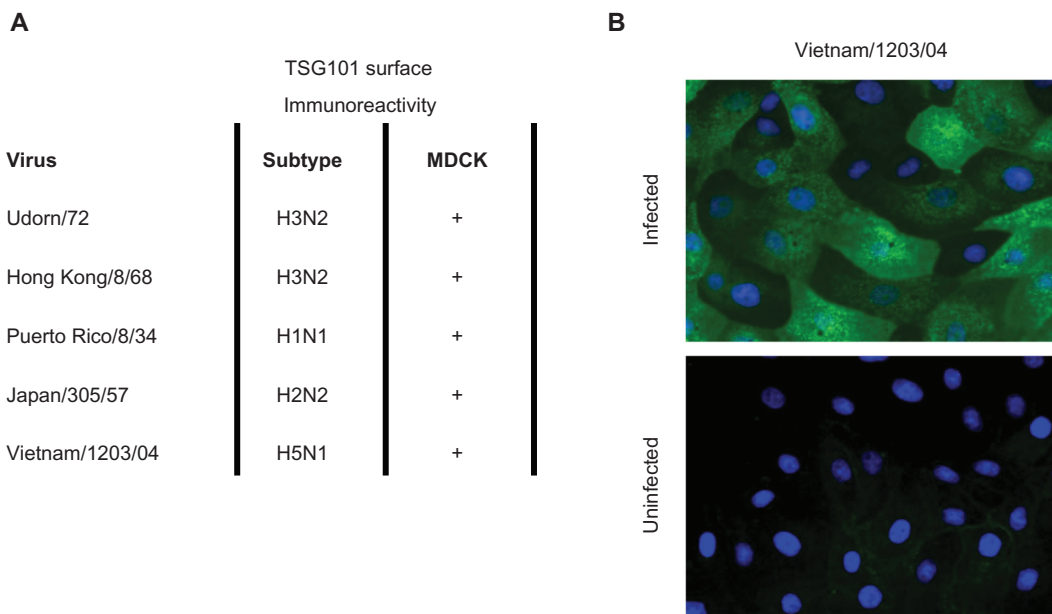 A
TSG101 surface
Immunoreactivity
Virus Subtype MDCK
Udorn/72 H3N2 +
Hong Kong/8/68 H3N2 +
Puerto Rico/8/34 H1N1 +
Japan/305/57 H2N2 +
Vietnam/1203/04 H5N1 +
B
Vietnam/1203/04
Infected
Uninfected